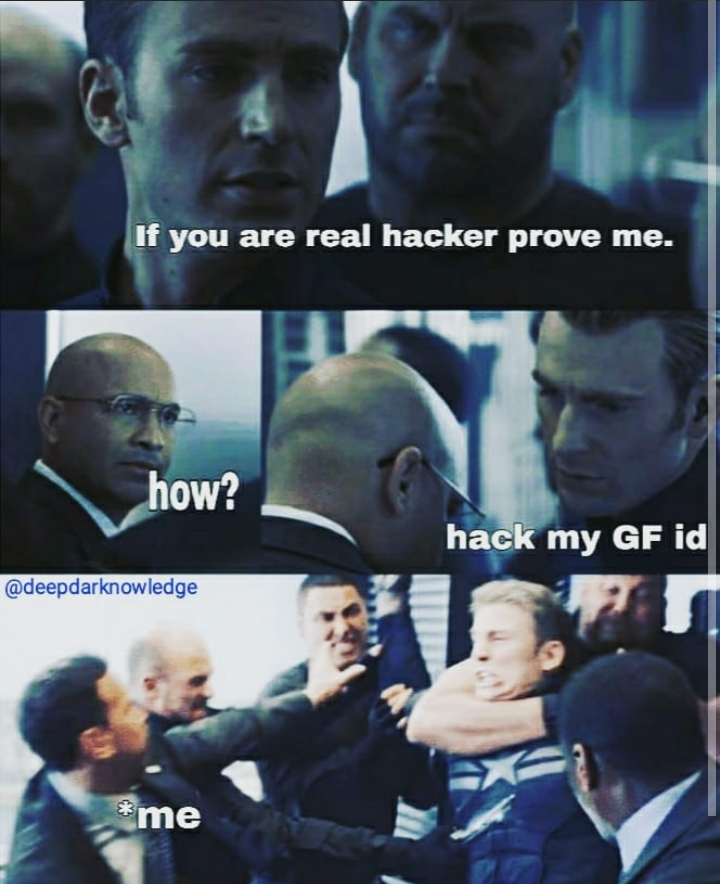 If you are real hacker prove me.
how?
hack my GF id
@deepdarknowledge
*me